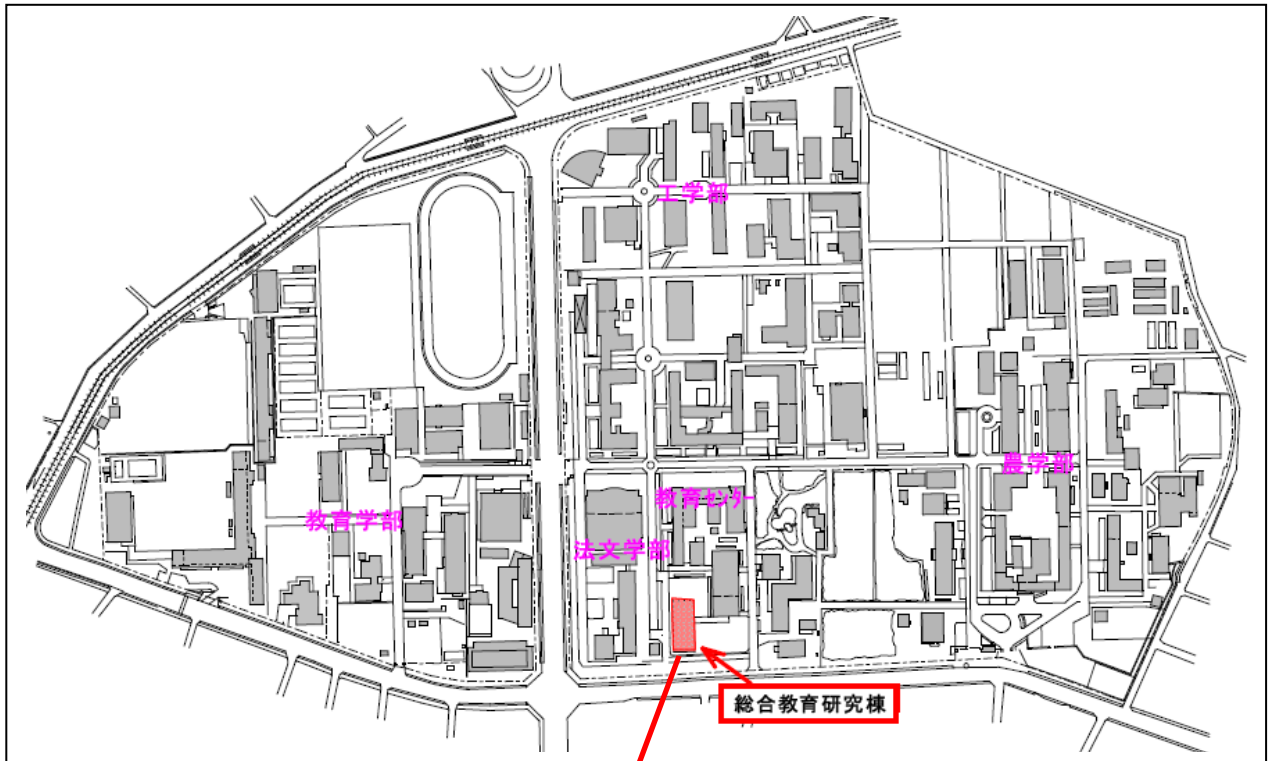 工学部
農学部
教育センター
教育学部
法文学部
総合教育研究棟